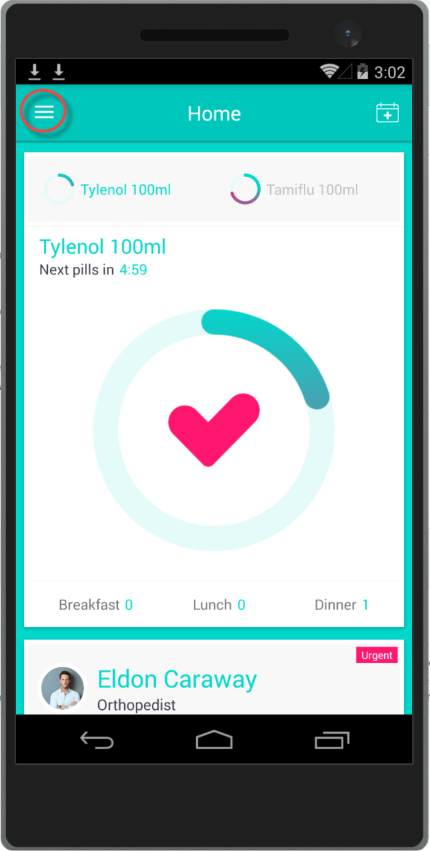 3:02
Home
Tylenol 100ml
Tamiflu 100ml
Tylenol 100ml
Next pills in 4:59
Breakfast 0 Lunch 0 Dinner 1
Urgent
Eldon Caraway
Orthopedist